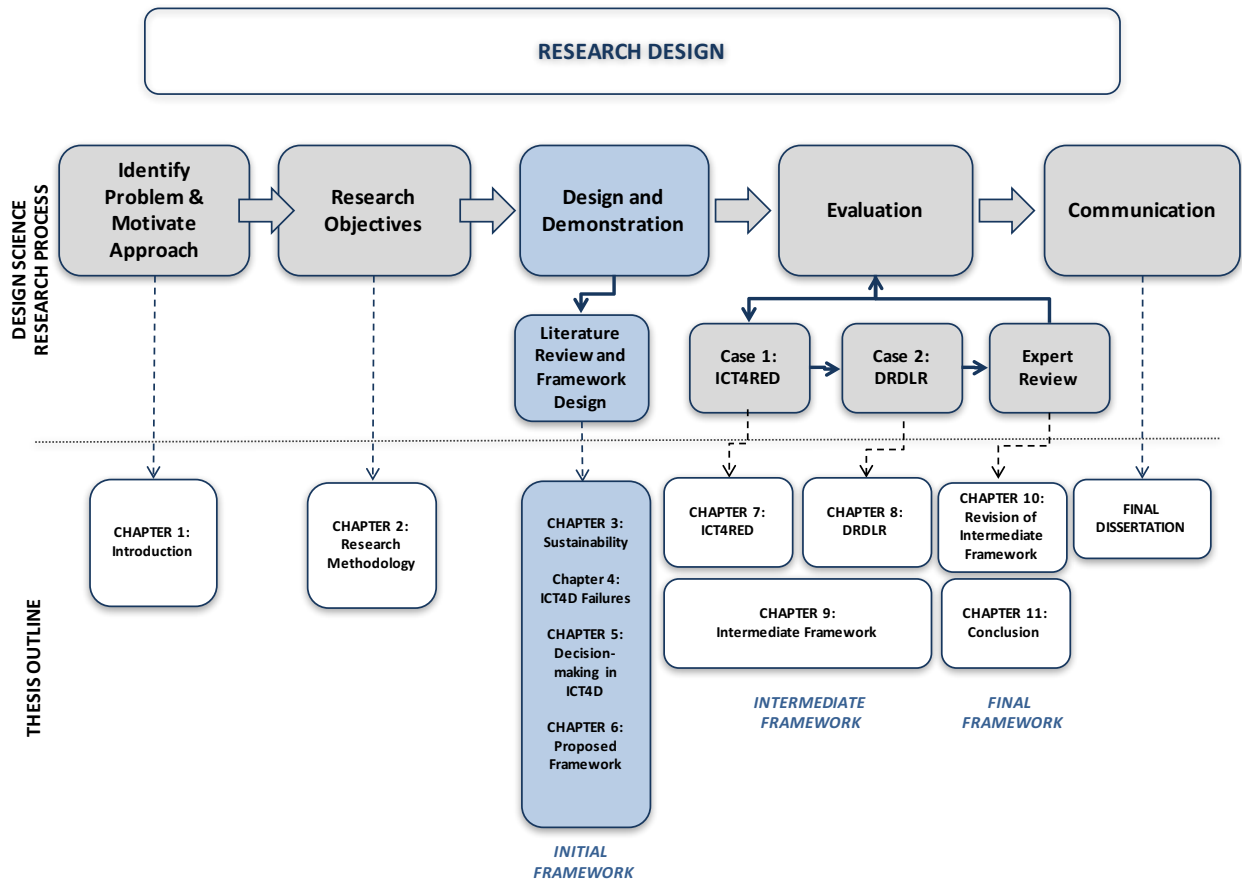 RESEARCH DESIGN
DESIGN SCIENCE
RESEARCH PROCESS
Identify
Problem &
Motivate
Approach
Research
Objectives
Design and
Demonstration
Evaluation
Communication
Literature
Review and
Framework
Design
Case 1:
ICT4RED
Case 2:
DRDLR
Expert
Review
THESIS OUTLINE
CHAPTER 1:
Introduction
CHAPTER 2:
Research
Methodology
CHAPTER 3:
Sustainability
Chapter 4:
ICT4D Failures
CHAPTER 5:
Decision-
making in
ICT4D
CHAPTER 6:
Proposed
Framework
INITIAL
FRAMEWORK
CHAPTER 7:
ICT4RED
CHAPTER 8:
DRDLR
CHAPTER 9:
Intermediate Framework
INTERMEDIATE
FRAMEWORK
CHAPTER 10:
Revision of
Intermediate
Framework
CHAPTER 11:
Conclusion
FINAL
FRAMEWORK
FINAL
DISSERTATION